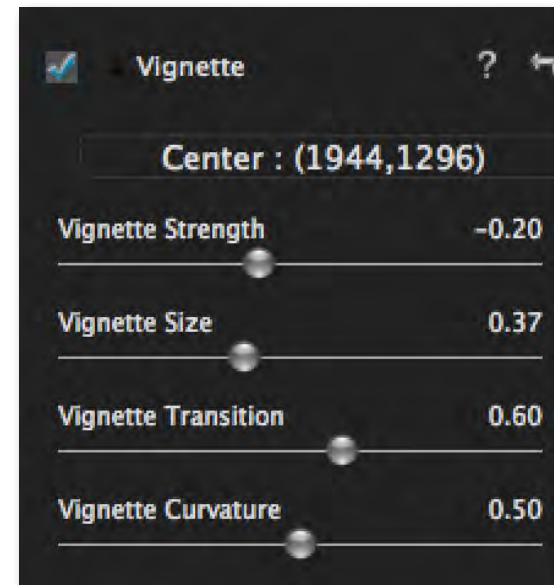 Vignette ?
Center : (1944,1296)
Vignette Strength -0.20
Vignette Size 0.37
Vignette Transition 0.60
Vignette Curvature 0.50